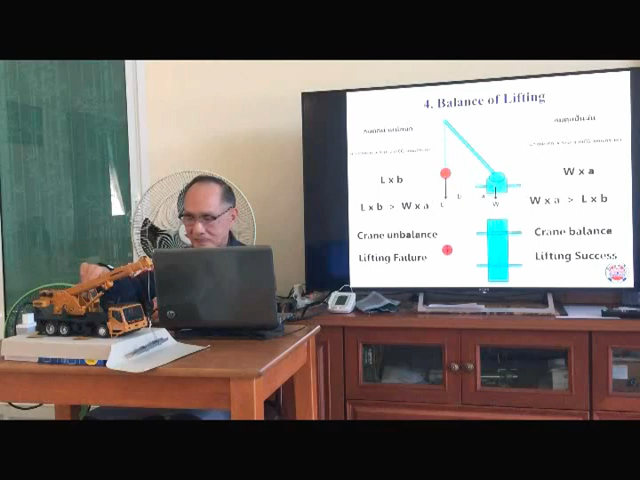 4. Balance of Lifting
L x b
W x a
b
a
L
W
L x b > W x a
W x a > L x b
Crane unbalance
Crane balance
Lifting Failure
Lifting Success